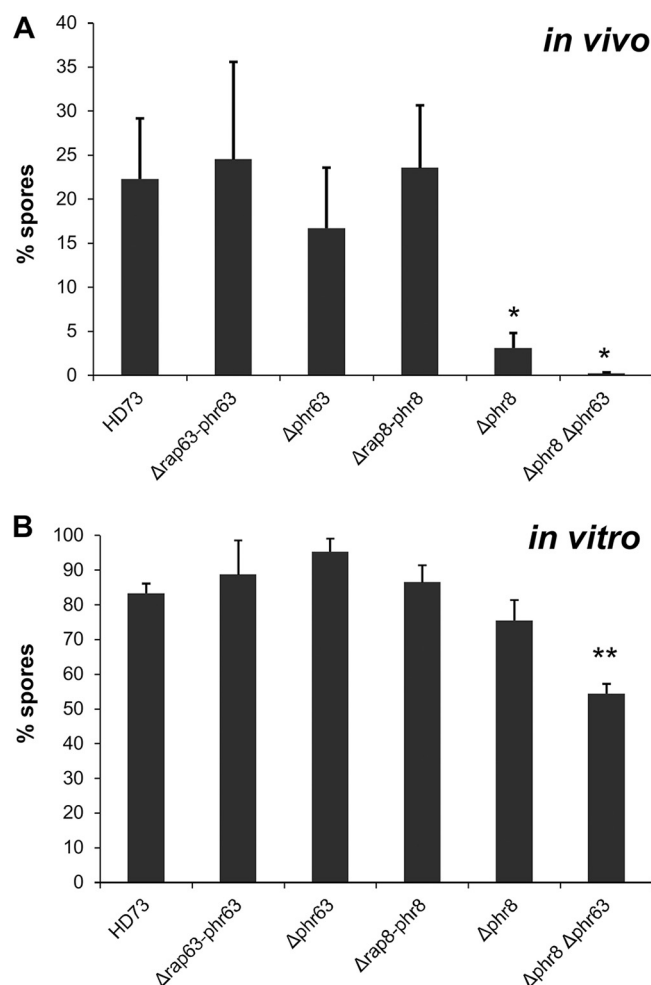 A
in vivo
40
35
30
25
20
15
10
5
0
% spores
*
*
HD73
Δrap63-phr63
Δphr63
Δrap8-phr8
Δphr8
Δphr8 Δphr63
B
in vitro
100
90
80
70
60
50
40
30
20
10
0
% spores
**
HD73
Δrap63-phr63
Δphr63
Δrap8-phr8
Δphr8
Δphr8 Δphr63